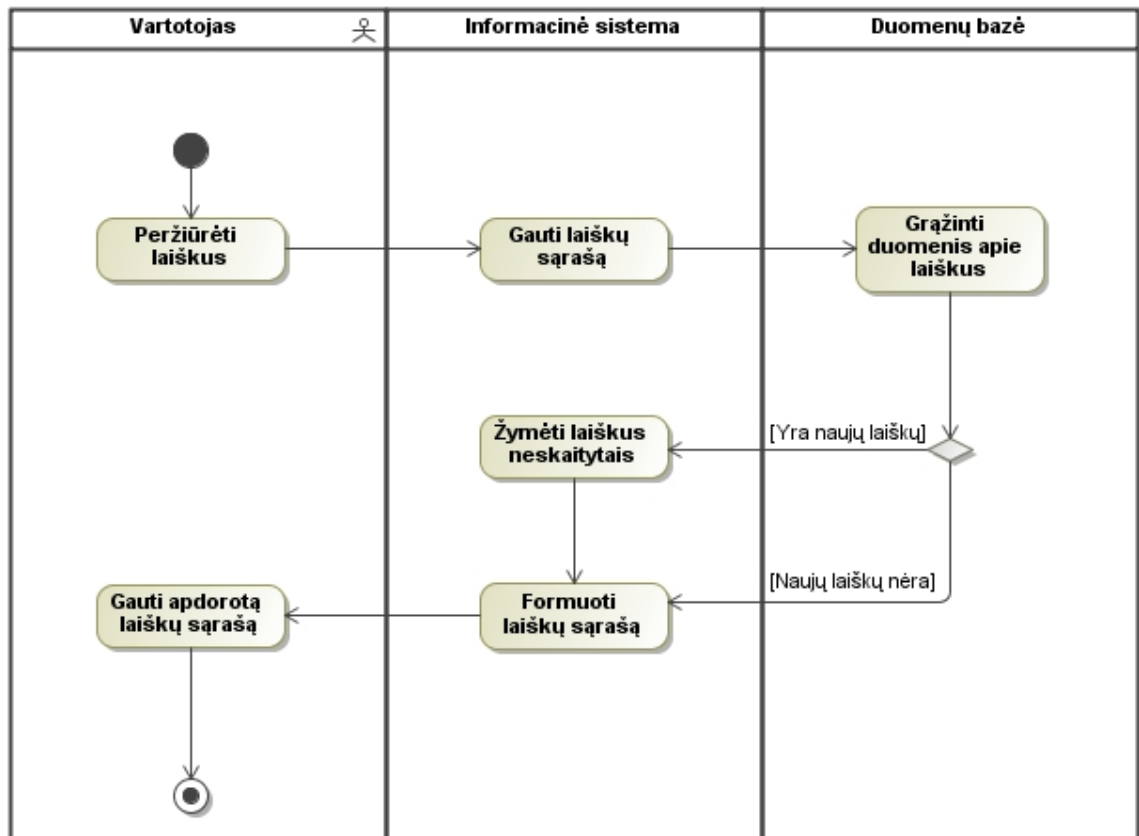 Vartotojas
Informacinė sistema
Duomenų bazė
Peržiūrėti
laiškus
Gauti laiškų
sąrašą
Grąžinti
duomenis apie
laiškus
Žymėti laiškus
neskaitytais
[Yra naujų laiškų]
[Naujų laiškų nėra]
Gauti apdorotą
laiškų sąrašą
Formuoti
laiškų sąrašą